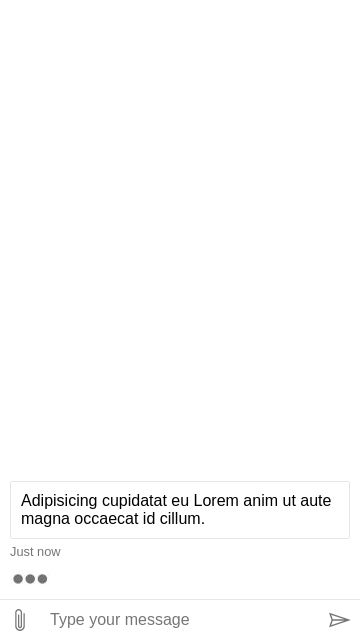 Adipisicing cupidatat eu Lorem anim ut aute
magna occaecat id cillum.
Just now
Type your message